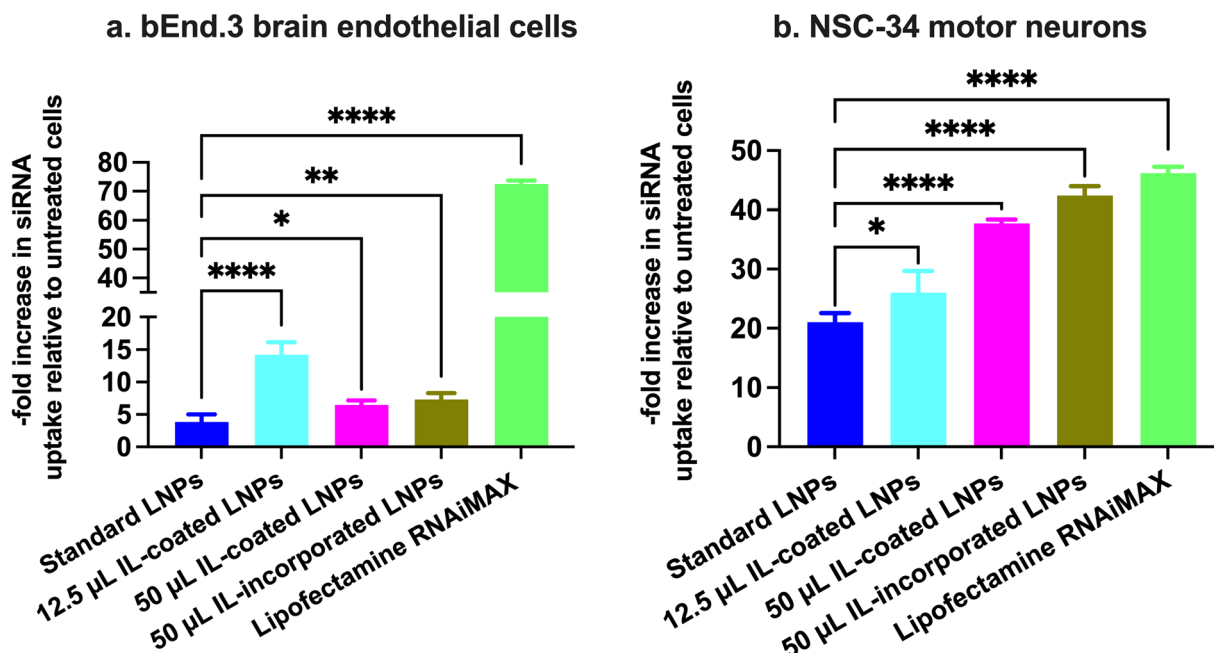 a. bEnd.3 brain endothelial cells
-fold increase in siRNA
uptake relative to untreated cells
80
70
60
50
40
20
15
10
5
0
****
**
*
****
Standard LNPs
12.5 µL IL-coated LNPs
50 µL IL-coated LNPs
50 µL IL-incorporated LNPs
Lipofectamine RNAiMAX
b. NSC-34 motor neurons
-fold increase in siRNA
uptake relative to untreated cells
50
40
30
20
10
0
****
****
****
*
Standard LNPs
12.5 µL IL-coated LNPs
50 µL IL-coated LNPs
50 µL IL-incorporated LNPs
Lipofectamine RNAiMAX